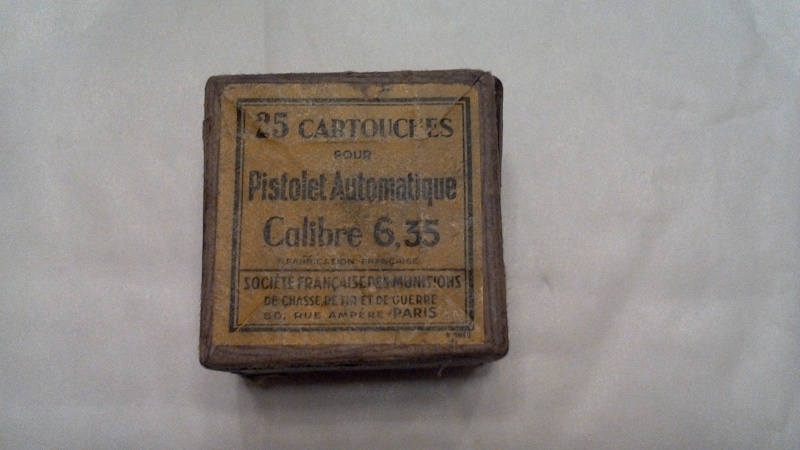 25 CARTOUCHES
POUR
Pistolet Automatique
Calibre 6,35
FABRICATION FRANÇAISE
SOCIÉTÉ FRANÇAISE DES MUNITIONS
DE CHASSE, DE TIR ET DE GUERRE
50, RUE AMPÈRE - PARIS